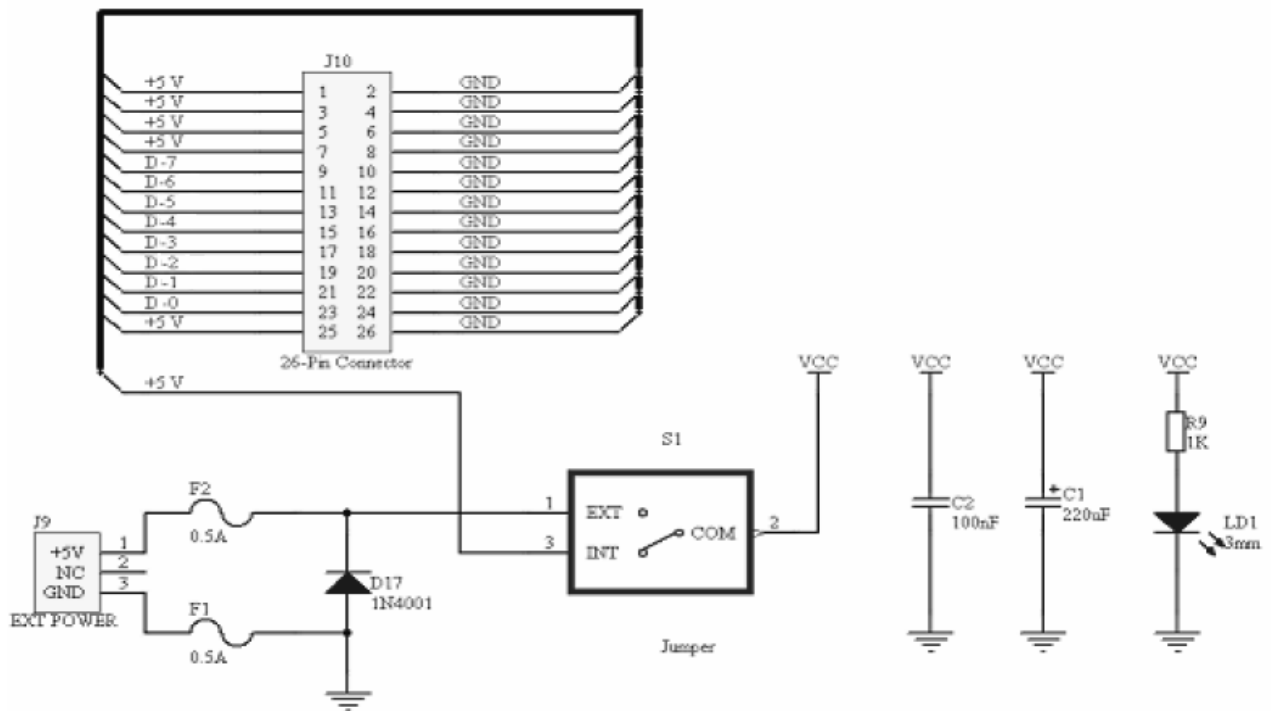 J10
+5 V 1 2 GND
+5 V 3 4 GND
+5 V 5 6 GND
+5 V 7 8 GND
D-7 9 10 GND
D-6 11 12 GND
D-5 13 14 GND
D-4 15 16 GND
D-3 17 18 GND
D-2 19 20 GND
D-1 21 22 GND
D-0 23 24 GND
+5 V 25 26 GND
26-Pin Connector
+5 V
VCC VCC VCC VCC
S1
R9
1K
F2
0.5A
1 EXT
COM 2
3 INT
C2
100nF
+ C1
220uF
LD1
3mm
J9
+5V 1
NC 2
GND 3
EXT POWER
D17
1N4001
F1
0.5A
Jumper